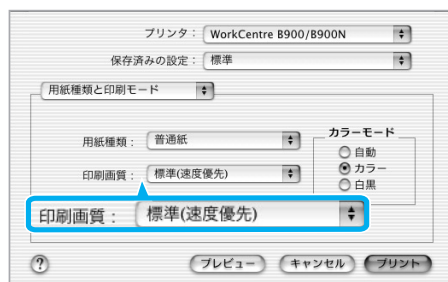 プリンタ： WorkCentre B900/B900N
保存済みの設定： 標準
用紙種類と印刷モード
用紙種類： 普通紙
カラーモード
自動
カラー
白黒
印刷画質： 標準(速度優先)
印刷画質： 標準(速度優先)
? プレビュー キャンセル プリント